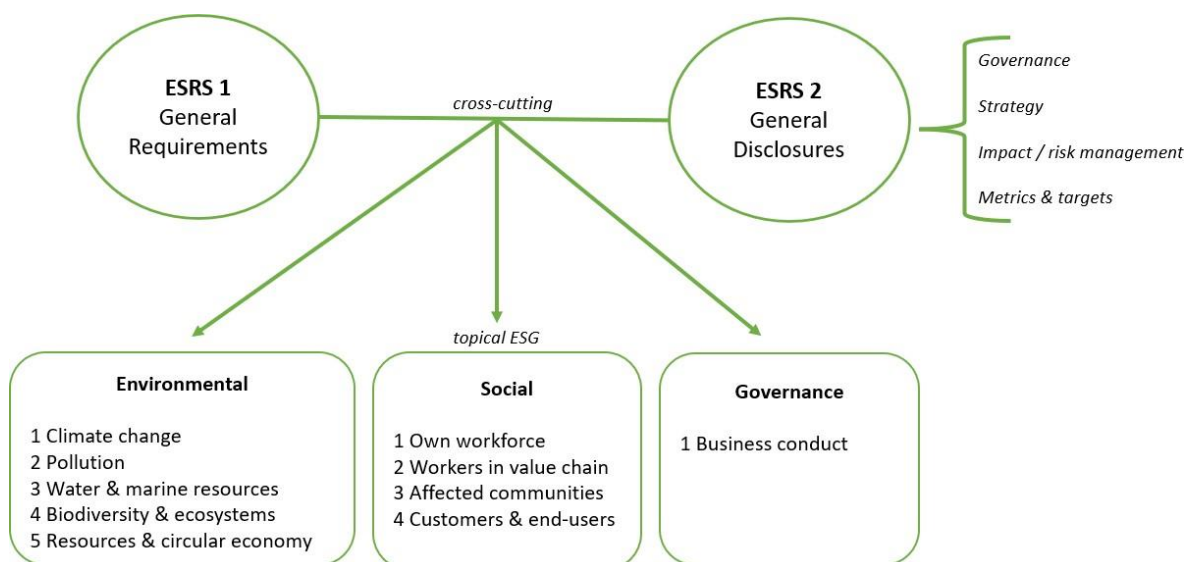 ESRS 1
General
Requirements
cross-cutting
ESRS 2
General
Disclosures
Governance
Strategy
Impact / risk management
Metrics & targets
topical ESG
Environmental
1 Climate change
2 Pollution
3 Water & marine resources
4 Biodiversity & ecosystems
5 Resources & circular economy
Social
1 Own workforce
2 Workers in value chain
3 Affected communities
4 Customers & end-users
Governance
1 Business conduct